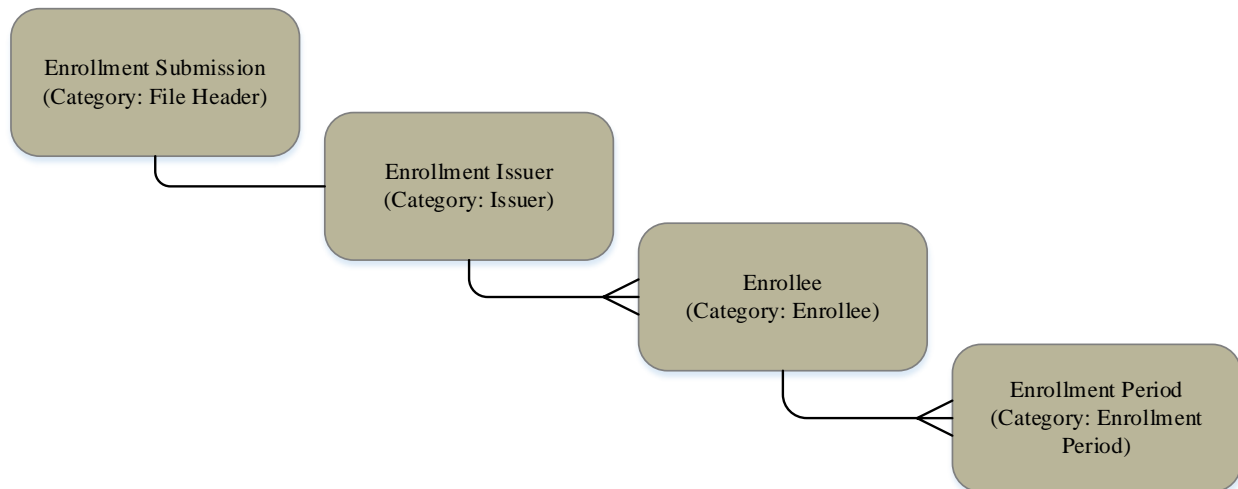 Enrollment Submission
(Category: File Header)
Enrollment Issuer
(Category: Issuer)
Enrollee
(Category: Enrollee)
Enrollment Period
(Category: Enrollment
Period)